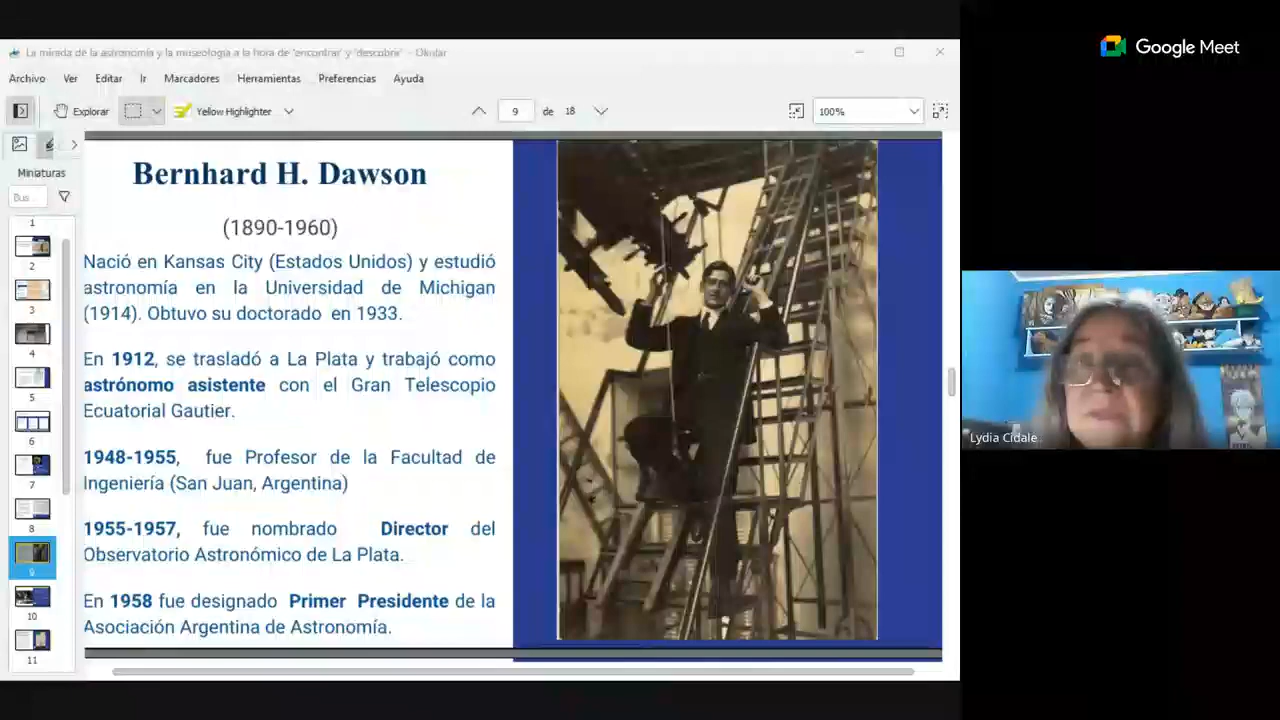 La mirada de la astronomía y la museología a la hora de 'encontrar' y 'descubrir' - Okular
Archivo Ver Editar Ir Marcadores Herramientas Preferencias Ayuda
Explorar Yellow Highlighter 9 de 18 100%
Miniaturas
Bus
1
2
3
4
5
6
7
8
9
10
11
Bernhard H. Dawson
(1890-1960)
Nació en Kansas City (Estados Unidos) y estudió
astronomía en la Universidad de Michigan
(1914). Obtuvo su doctorado en 1933.
En 1912, se trasladó a La Plata y trabajó como
astrónomo asistente con el Gran Telescopio
Ecuatorial Gautier.
1948-1955, fue Profesor de la Facultad de
Ingeniería (San Juan, Argentina)
1955-1957, fue nombrado Director del
Observatorio Astronómico de La Plata.
En 1958 fue designado Primer Presidente de la
Asociación Argentina de Astronomía.
Google Meet
Lydia Cidale